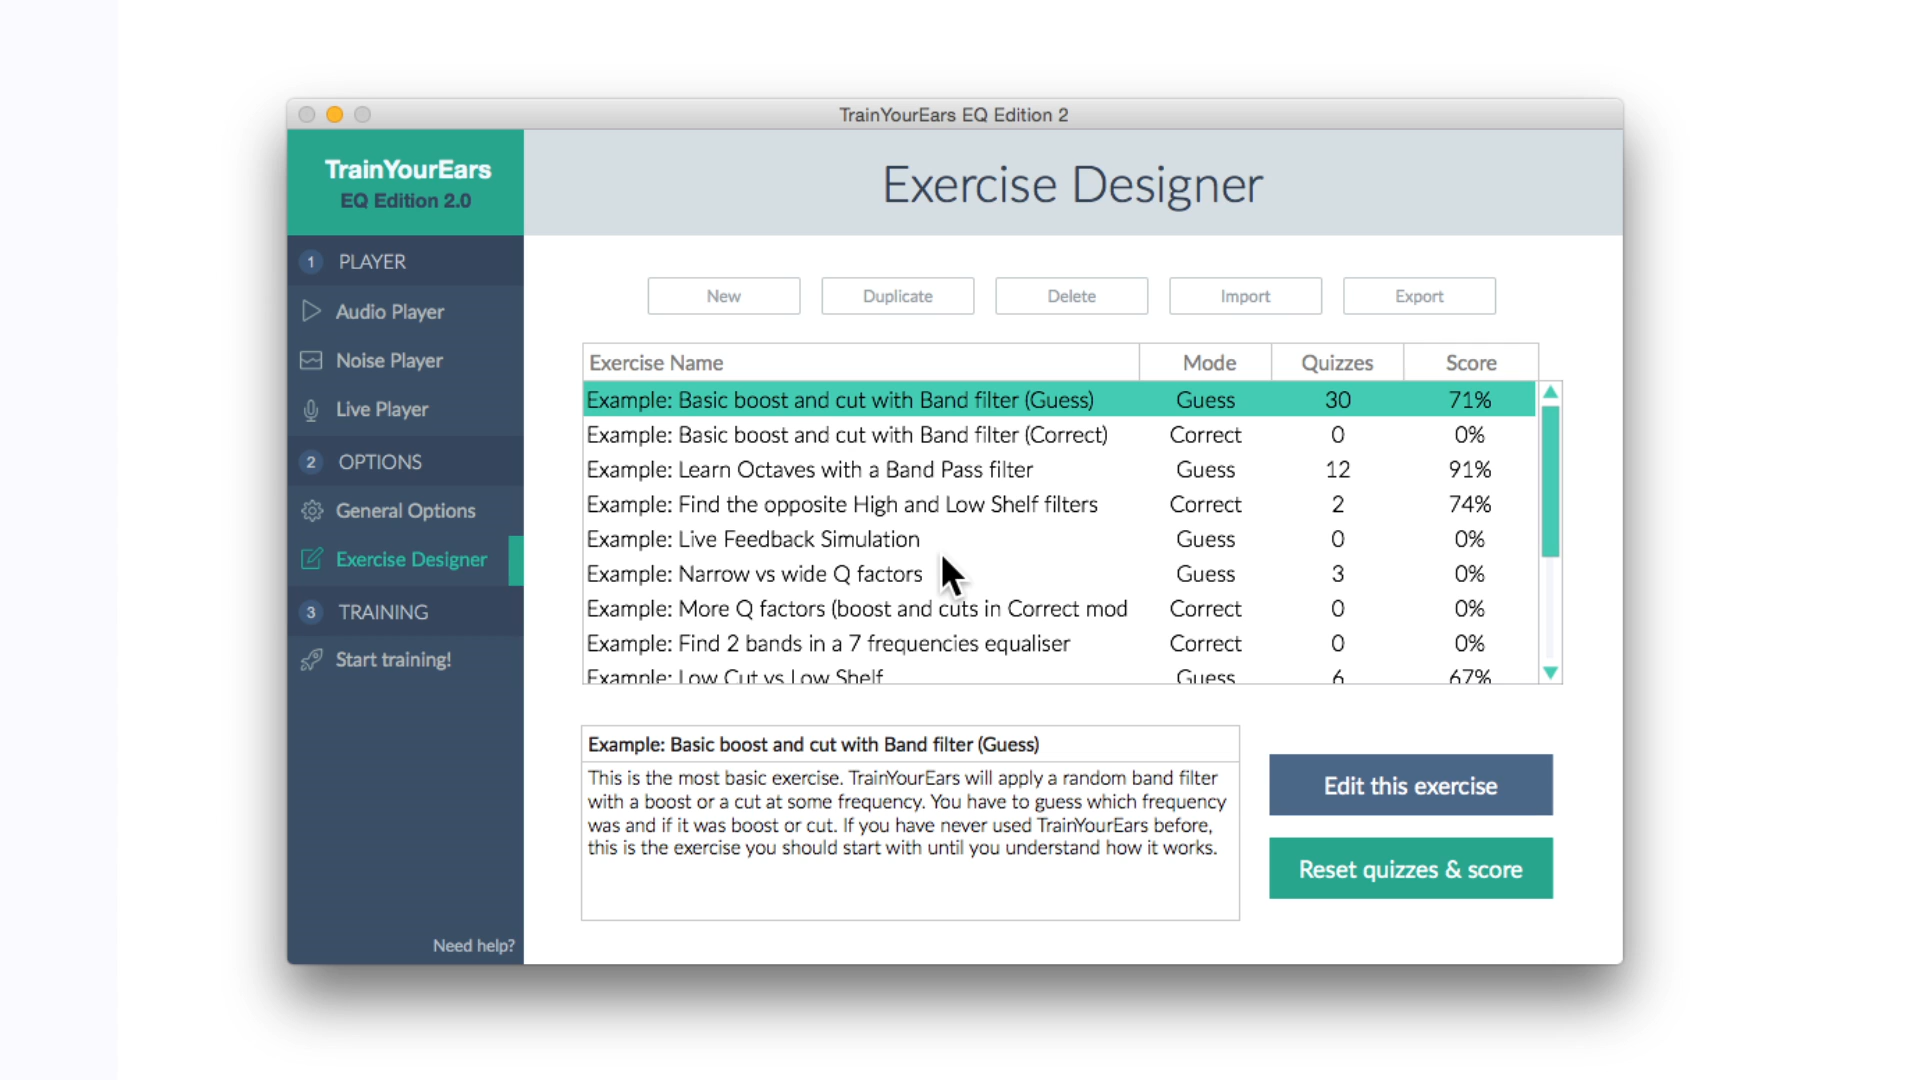 TrainYourEars EQ Edition 2
TrainYourEars
EQ Edition 2.0
1 PLAYER
Audio Player
Noise Player
Live Player
2 OPTIONS
General Options
Exercise Designer
3 TRAINING
Start training!
Need help?
Exercise Designer
New Duplicate Delete Import Export
Exercise Name Mode Quizzes Score
Example: Basic boost and cut with Band filter (Guess) Guess 30 71%
Example: Basic boost and cut with Band filter (Correct) Correct 0 0%
Example: Learn Octaves with a Band Pass filter Guess 12 91%
Example: Find the opposite High and Low Shelf filters Correct 2 74%
Example: Live Feedback Simulation Guess 0 0%
Example: Narrow vs wide Q factors Guess 3 0%
Example: More Q factors (boost and cuts in Correct mod Correct 0 0%
Example: Find 2 bands in a 7 frequencies equaliser Correct 0 0%
Example: Low Cut vs Low Shelf Guess 6 67%
Example: Basic boost and cut with Band filter (Guess)
This is the most basic exercise. TrainYourEars will apply a random band filter
with a boost or a cut at some frequency. You have to guess which frequency
was and if it was boost or cut. If you have never used TrainYourEars before,
this is the exercise you should start with until you understand how it works.
Edit this exercise
Reset quizzes & score